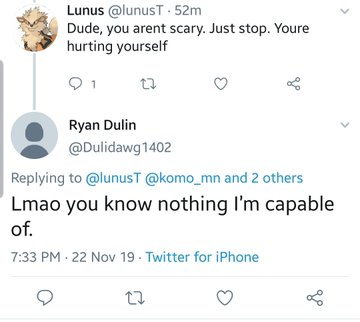 Lunus @lunusT · 52m
Dude, you arent scary. Just stop. Youre
hurting yourself
1
Ryan Dulin
@Dulidawg1402
Replying to @lunusT @komo_mn and 2 others
Lmao you know nothing I'm capable
of.
7:33 PM · 22 Nov 19 · Twitter for iPhone